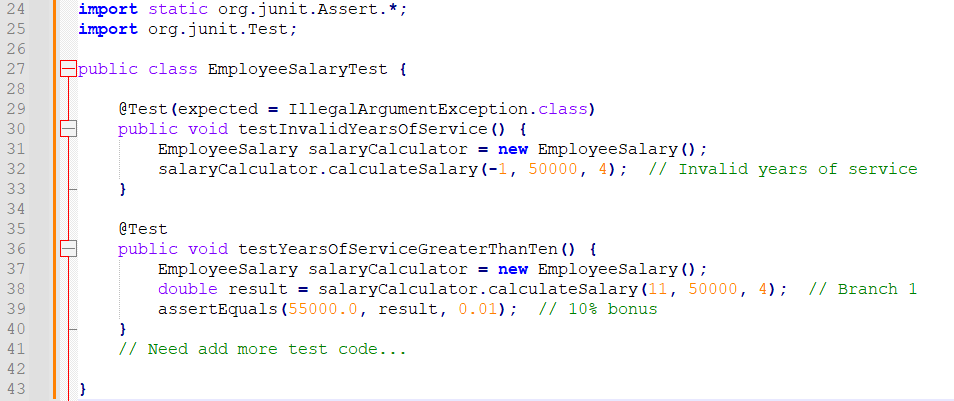 24 import static org.junit.Assert.*;
25 import org.junit.Test;
26
27 public class EmployeeSalaryTest {
28
29     @Test(expected = IllegalArgumentException.class)
30     public void testInvalidYearsOfService() {
31         EmployeeSalary salaryCalculator = new EmployeeSalary();
32         salaryCalculator.calculateSalary(-1, 50000, 4);  // Invalid years of service
33     }
34
35     @Test
36     public void testYearsOfServiceGreaterThanTen() {
37         EmployeeSalary salaryCalculator = new EmployeeSalary();
38         double result = salaryCalculator.calculateSalary(11, 50000, 4);  // Branch 1
39         assertEquals(55000.0, result, 0.01);  // 10% bonus
40     }
41     // Need add more test code...
42
43 }